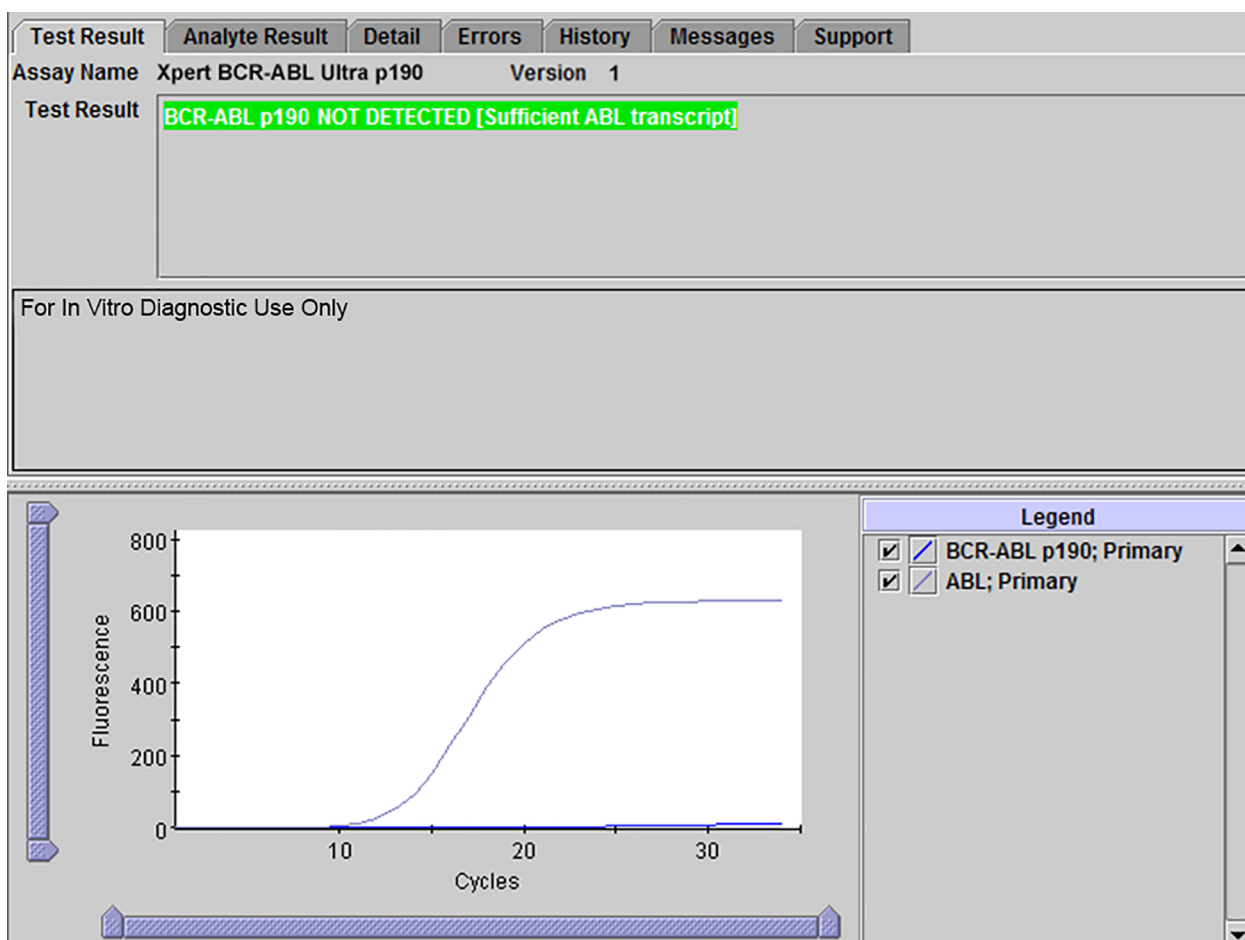 Test Result Analyte Result Detail Errors History Messages Support
Assay Name Xpert BCR-ABL Ultra p190 Version 1
Test Result BCR-ABL p190 NOT DETECTED [Sufficient ABL transcript]
For In Vitro Diagnostic Use Only
Legend
BCR-ABL p190; Primary
ABL; Primary
800
600
400
200
0
Fluorescence
10 20 30
Cycles